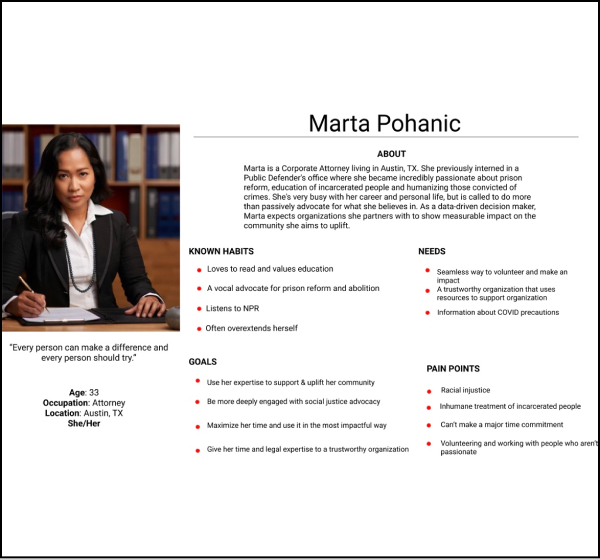 Marta Pohanic
ABOUT
Marta is a Corporate Attorney living in Austin, TX. She previously interned in a
Public Defender's office where she became incredibly passionate about prison
reform, education of incarcerated people and humanizing those convicted of
crimes. She's very busy with her career and personal life, but is called to do more
than passively advocate for what she believes in. As a data-driven decision maker,
Marta expects organizations she partners with to show measurable impact on the
community she aims to uplift.
"Every person can make a difference and
every person should try."
Age: 33
Occupation: Attorney
Location: Austin, TX
She/Her
KNOWN HABITS
Loves to read and values education
A vocal advocate for prison reform and abolition
Listens to NPR
Often overextends herself
NEEDS
Seamless way to volunteer and make an
impact
A trustworthy organization that uses
resources to support organization
Information about COVID precautions
GOALS
Use her expertise to support & uplift her community
Be more deeply engaged with social justice advocacy
Maximize her time and use it in the most impactful way
Give her time and legal expertise to a trustworthy organization
PAIN POINTS
Racial injustice
Inhumane treatment of incarcerated people
Can't make a major time commitment
Volunteering and working with people who aren't
passionate